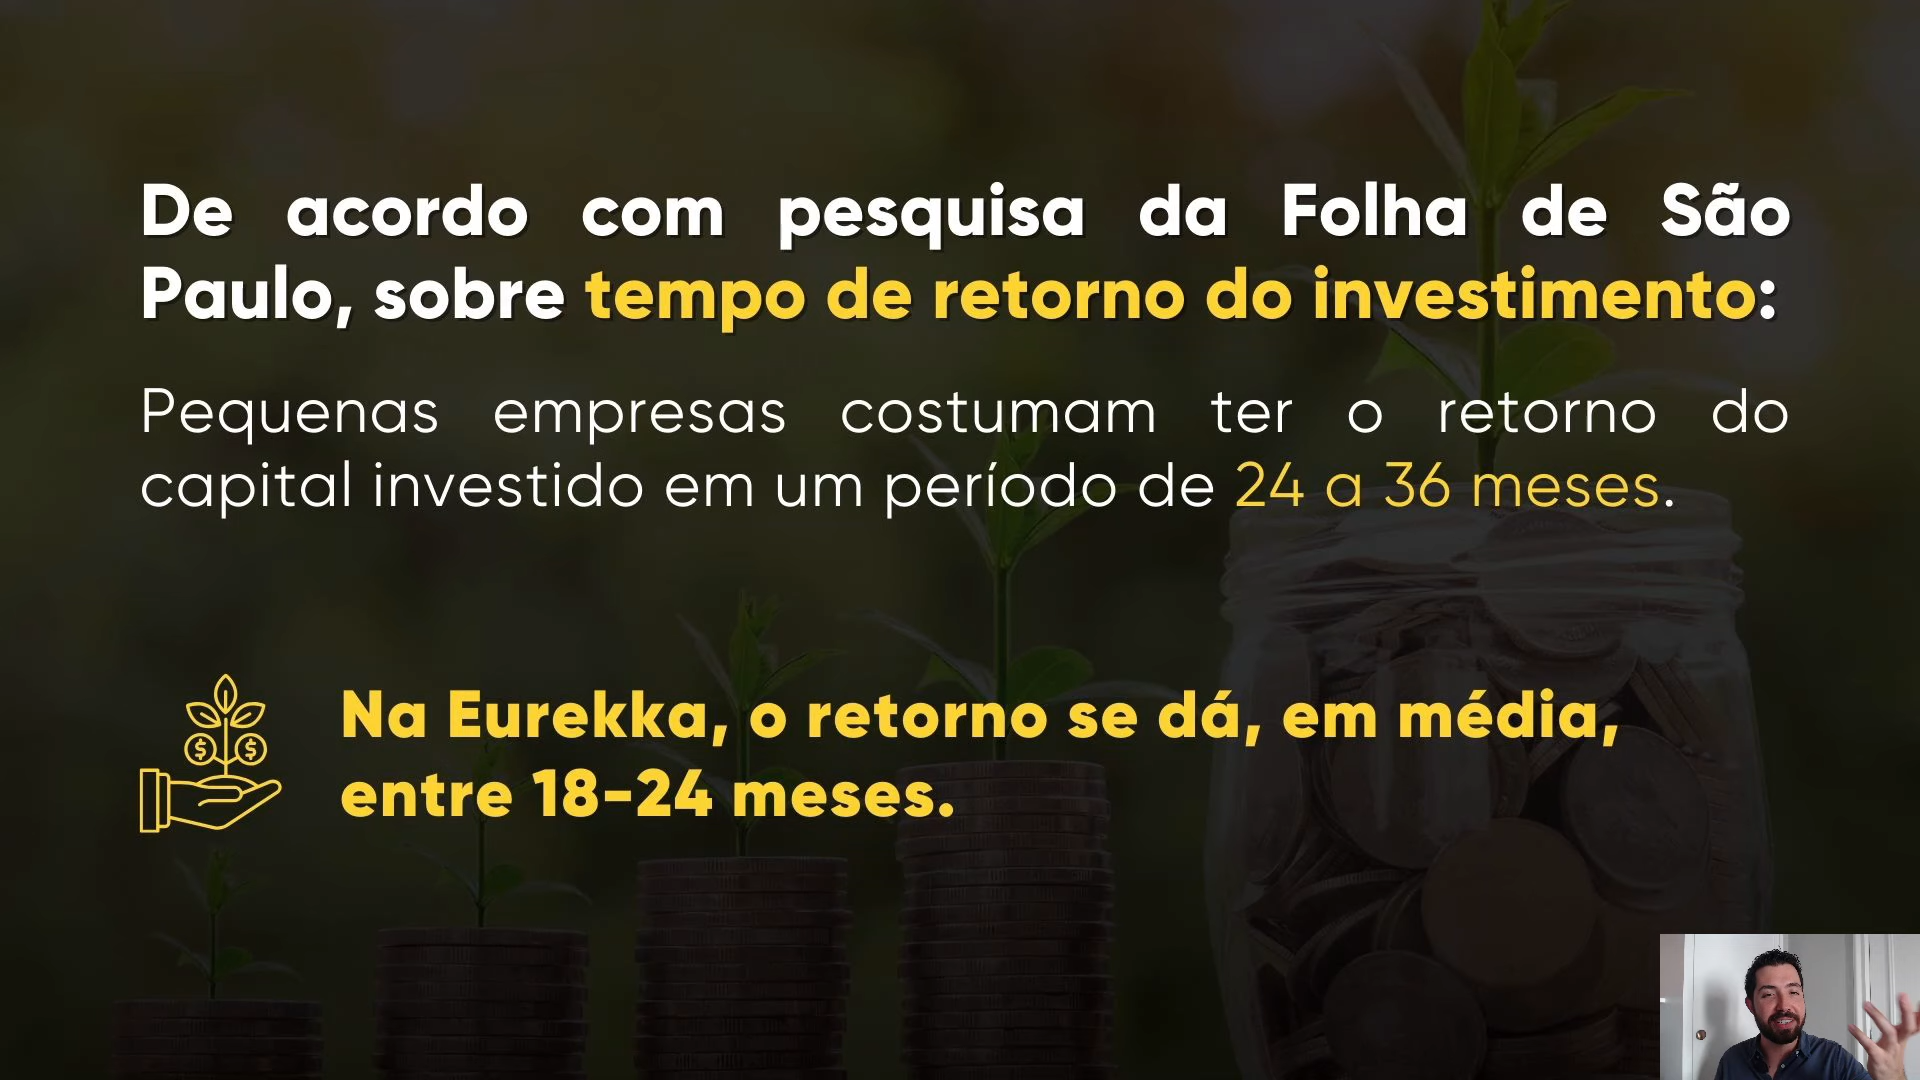 De acordo com pesquisa da Folha de São
Paulo, sobre tempo de retorno do investimento:
Pequenas empresas costumam ter o retorno do
capital investido em um período de 24 a 36 meses.
Na Eurekka, o retorno se dá, em média,
entre 18-24 meses.